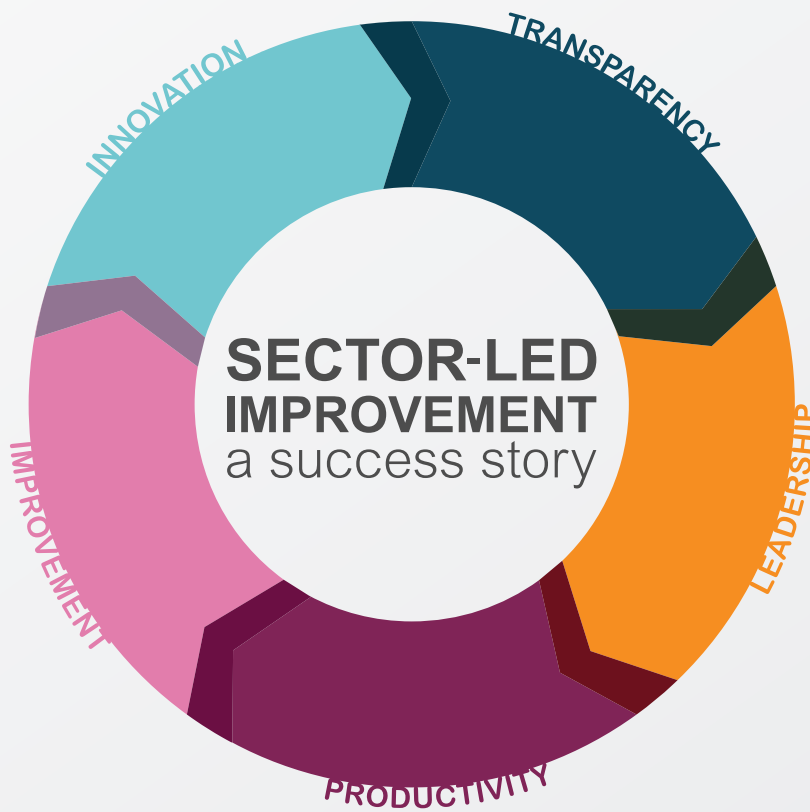 TRANSPARENCY
LEADERSHIP
PRODUCTIVITY
IMPROVEMENT
INNOVATION
SECTOR-LED
IMPROVEMENT
a success story